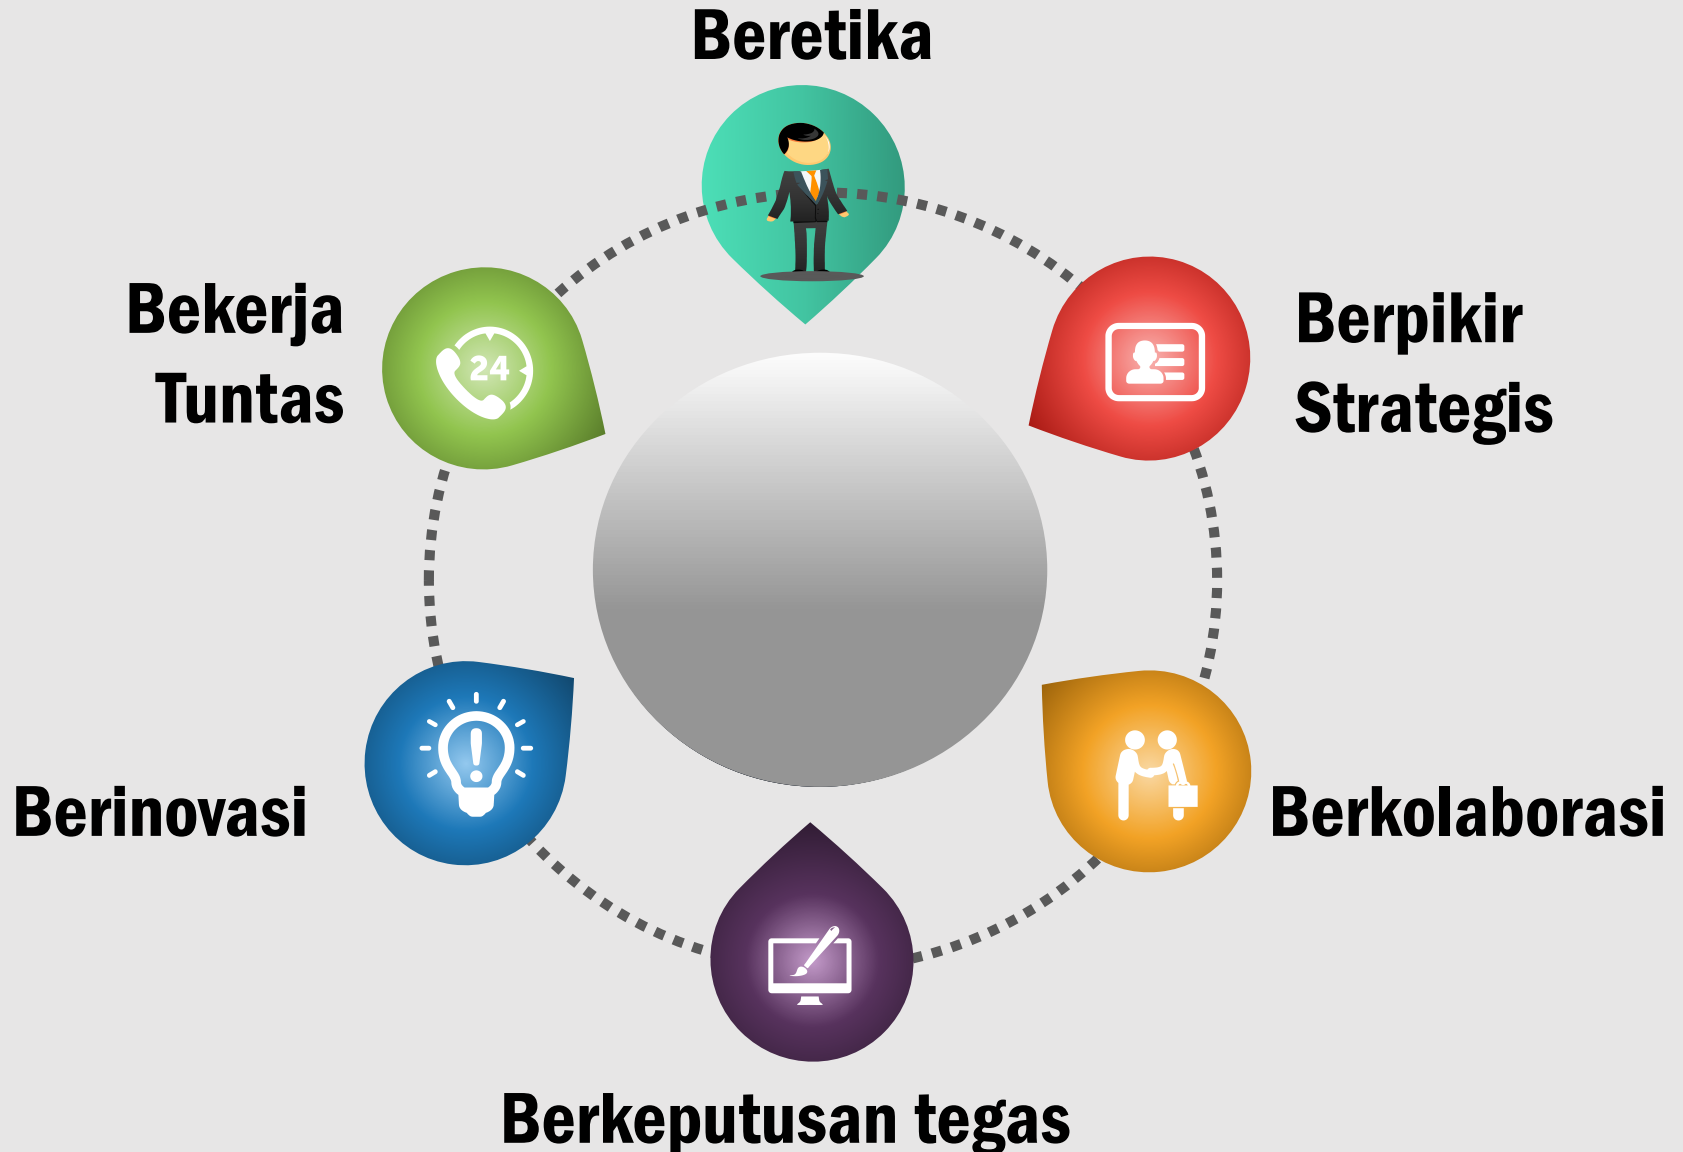 Beretika
Bekerja
Tuntas
24
Berpikir
Strategis
Berinovasi
Berkolaborasi
Berkeputusan tegas